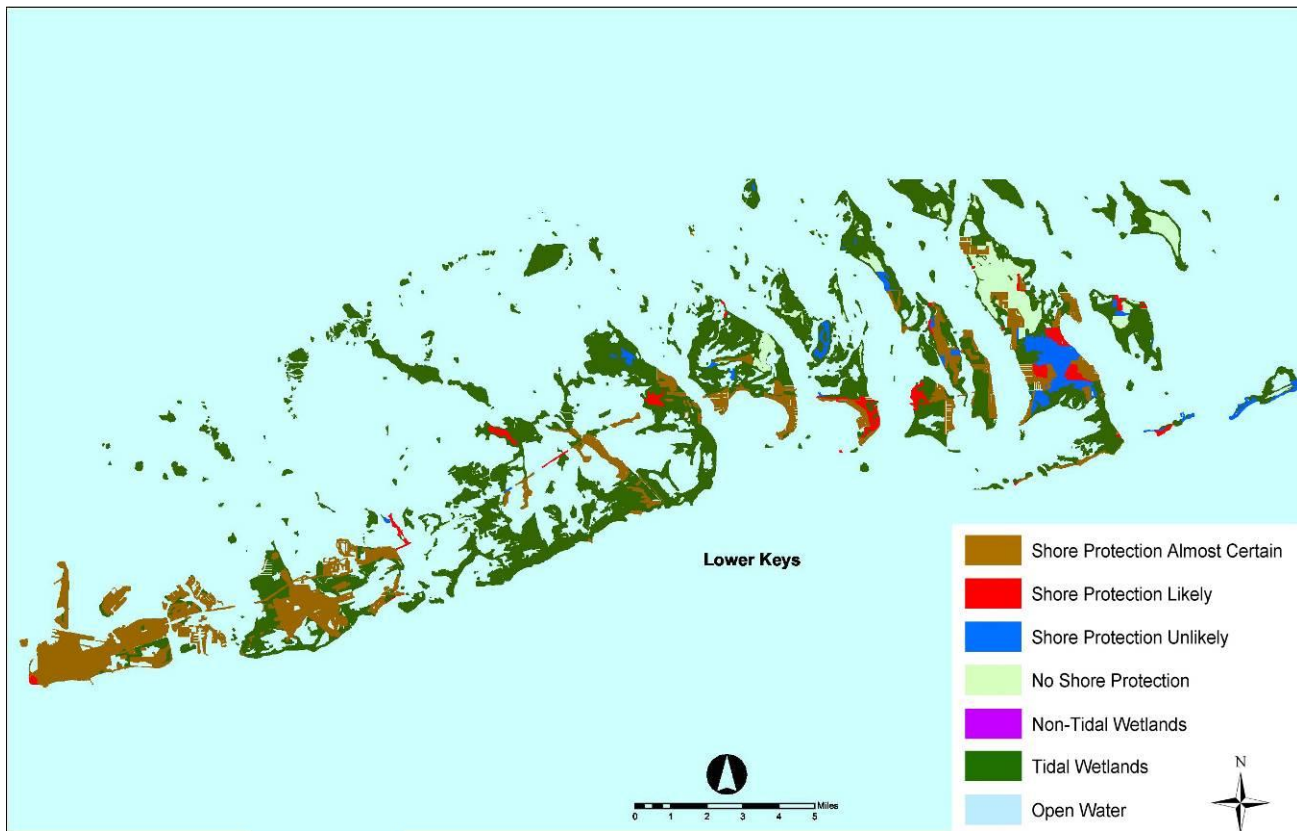 Lower Keys
Shore Protection Almost Certain
Shore Protection Likely
Shore Protection Unlikely
No Shore Protection
Non-Tidal Wetlands
Tidal Wetlands
Open Water
N
Miles
0 1 2 3 4 5